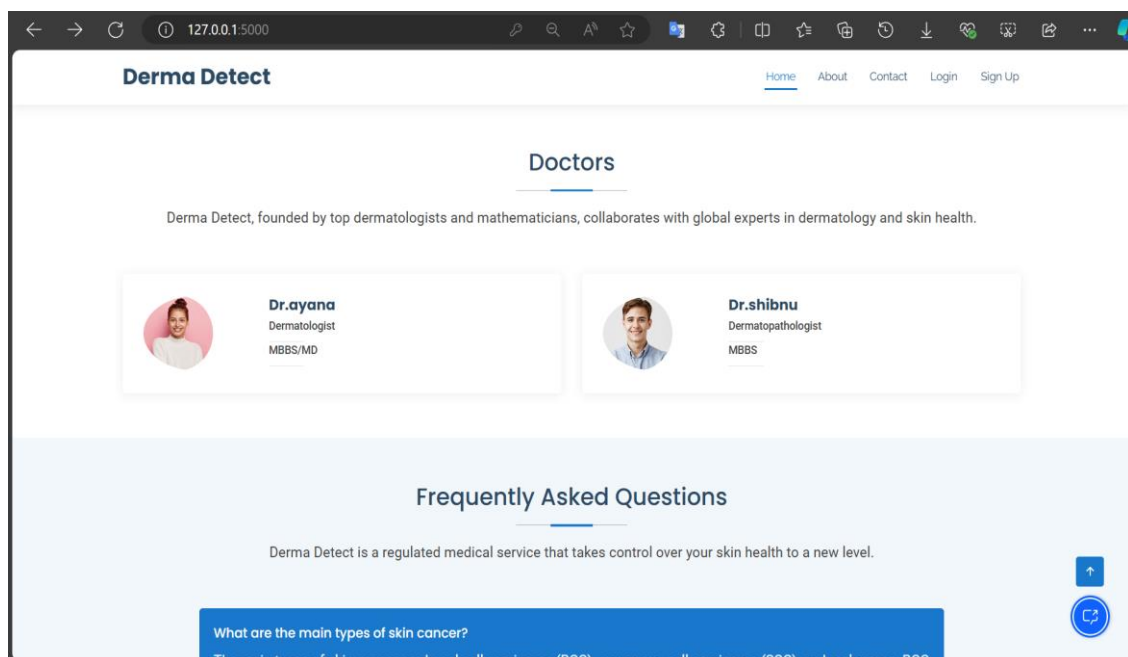 127.0.0.1:5000
Derma Detect
Home About Contact Login Sign Up
Doctors
Derma Detect, founded by top dermatologists and mathematicians, collaborates with global experts in dermatology and skin health.
Dr.ayana
Dermatologist
MBBS/MD
Dr.shibnu
Dermatopathologist
MBBS
Frequently Asked Questions
Derma Detect is a regulated medical service that takes control over your skin health to a new level.
What are the main types of skin cancer?